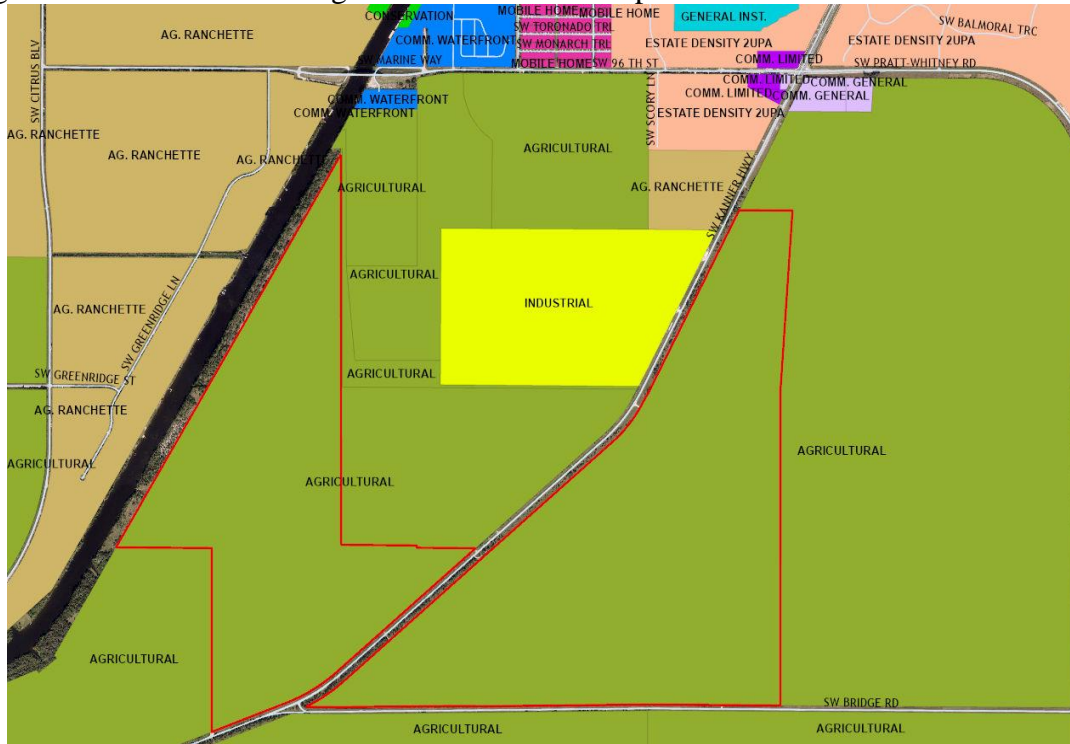 CONSERVATION
MOBILE HOME
MOBILE HOME
GENERAL INST.
SW BALMORAL TRC
SW TORONADO TRL
AG. RANCHETTE
COMM. WATERFRONT
SW MONARCH TRL
ESTATE DENSITY 2UPA
ESTATE DENSITY 2UPA
SW CITRUS BLV
SW MARINE WAY
MOBILE HOME
SW 96 TH ST
COMM. LIMITED
SW PRATT-WHITNEY RD
COMM. LIMITED
COMM. GENERAL
COMM. LIMITED
COMM. GENERAL
COMM. WATERFRONT
COMM. WATERFRONT
ESTATE DENSITY 2UPA
SW SCORY LN
AG. RANCHETTE
AG. RANCHETTE
AG. RANCHETTE
AGRICULTURAL
AGRICULTURAL
AG. RANCHETTE
SW KANNER HWY
AGRICULTURAL
INDUSTRIAL
AG. RANCHETTE
SW GREENRIDGE LN
SW GREENRIDGE ST
AGRICULTURAL
AG. RANCHETTE
AGRICULTURAL
AGRICULTURAL
AGRICULTURAL
AGRICULTURAL
SW BRIDGE RD
AGRICULTURAL
AGRICULTURAL